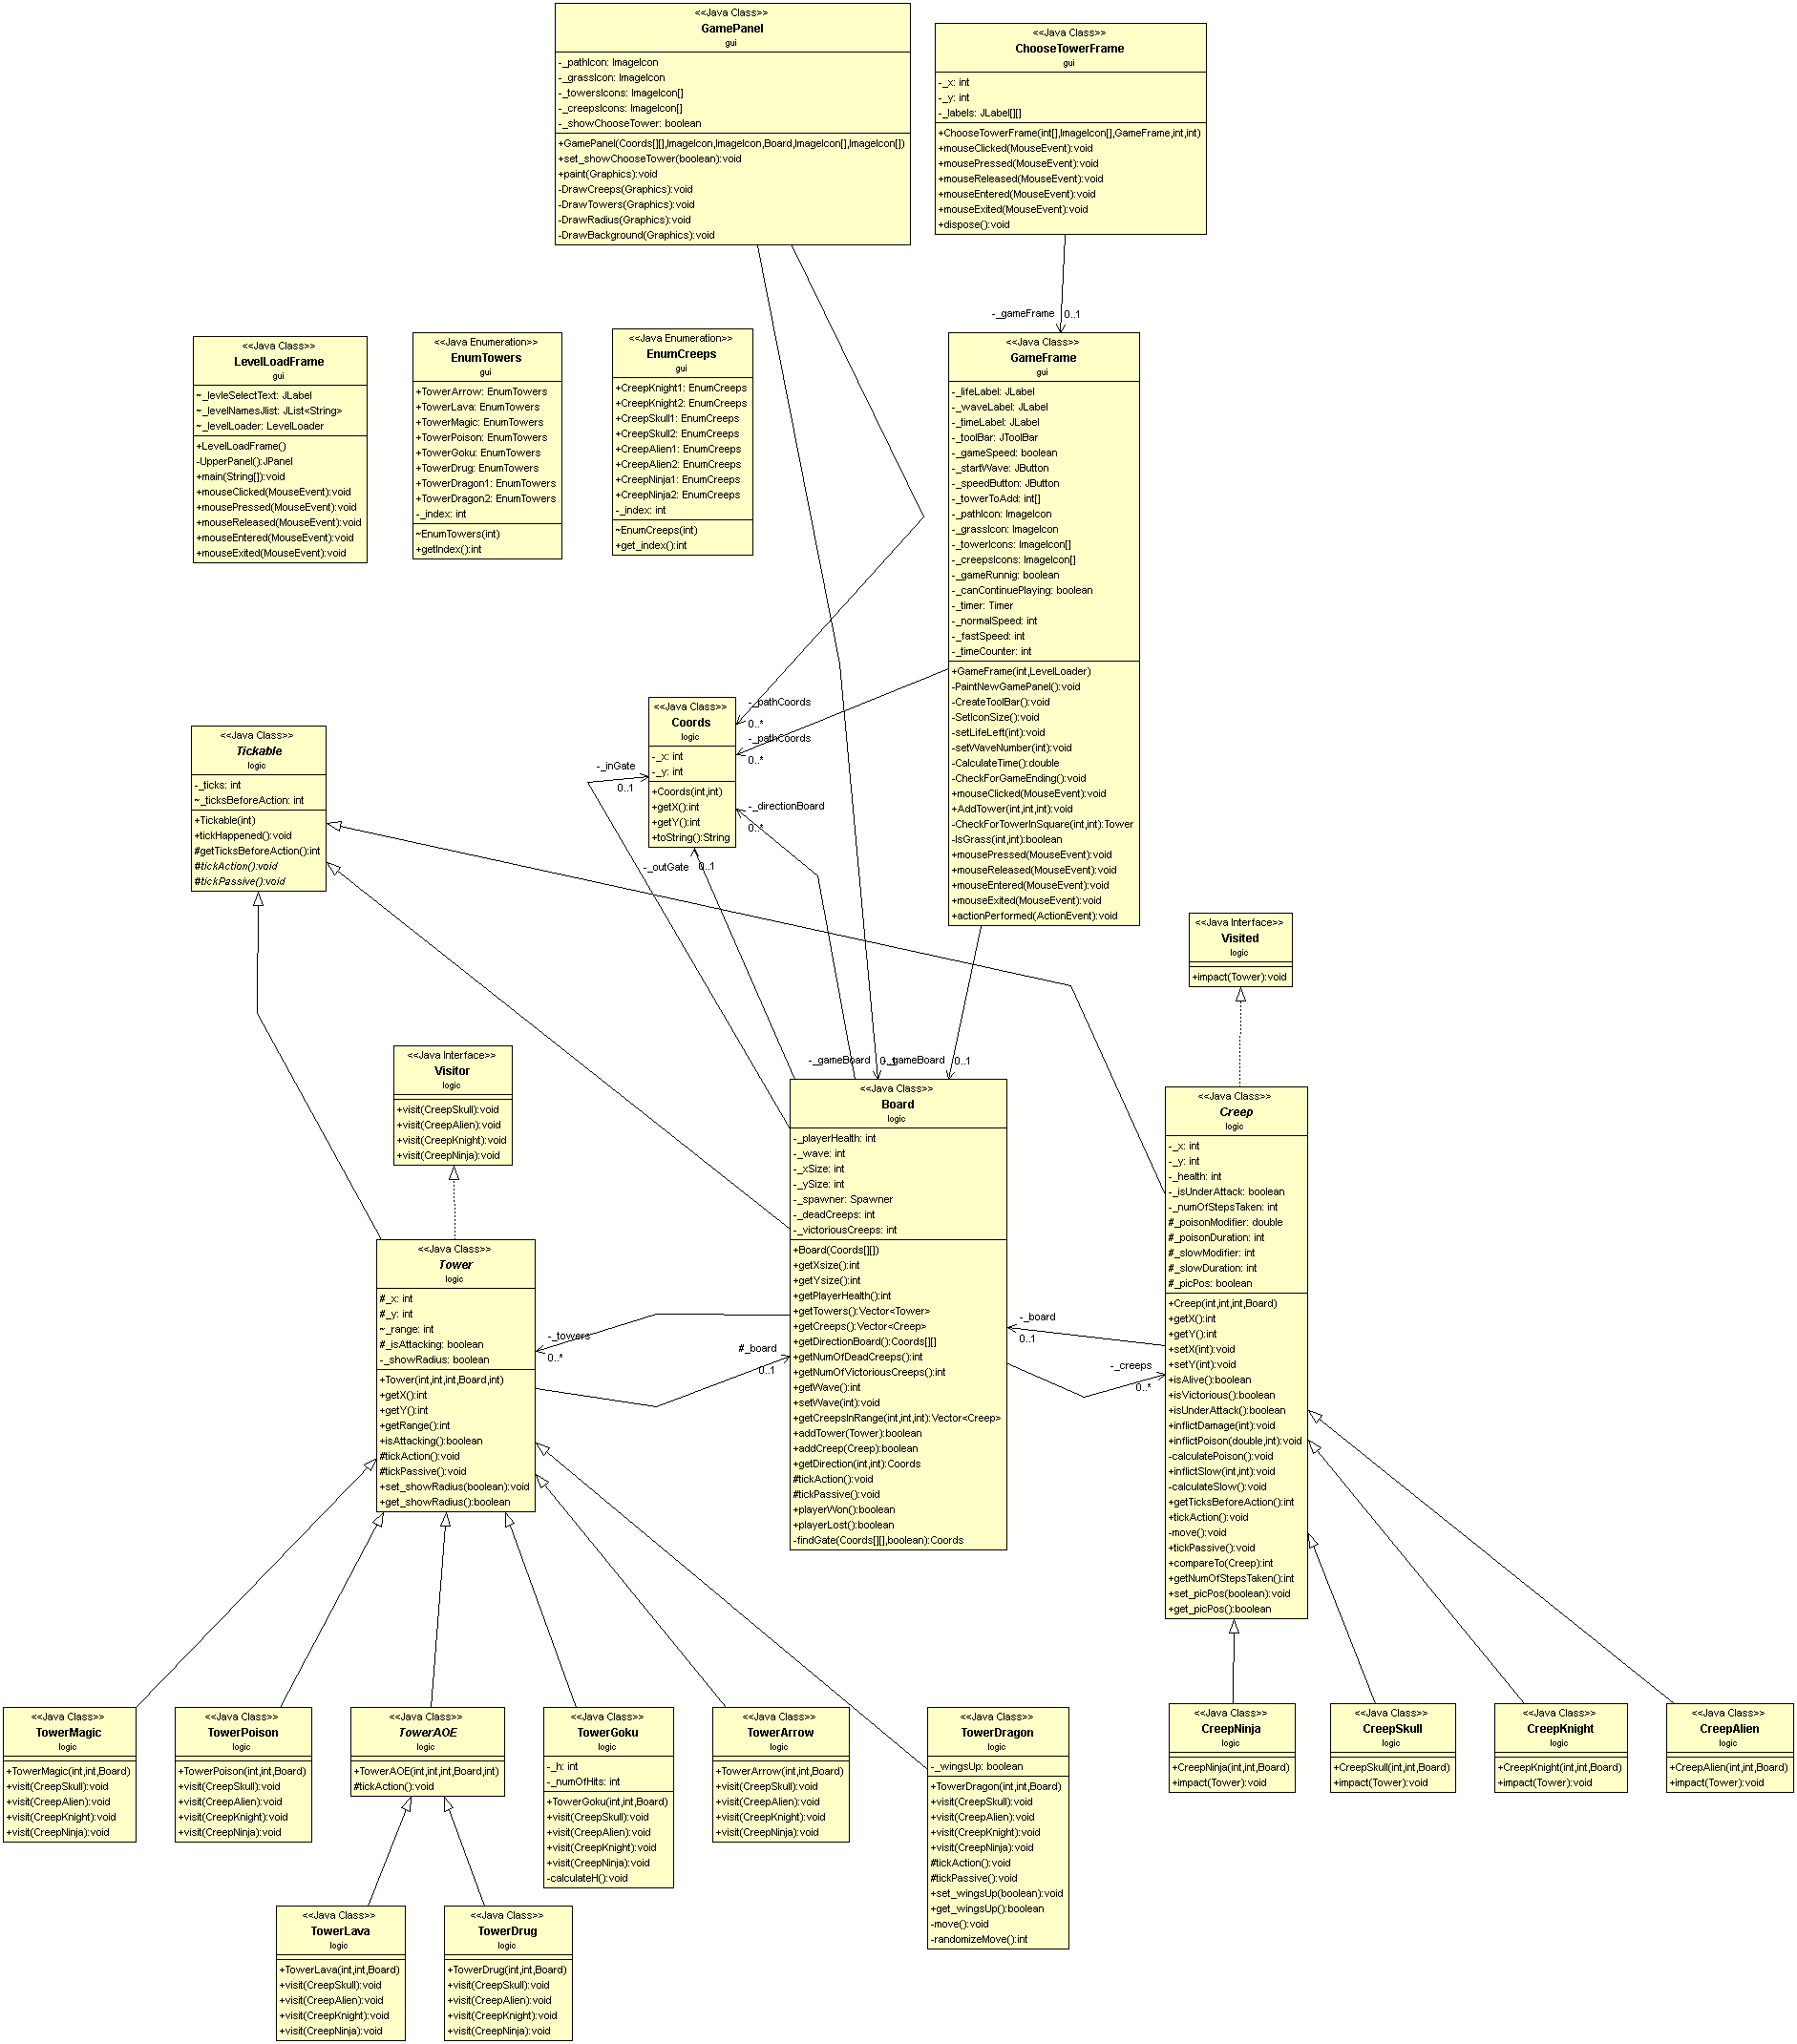 <<Java Class>>
GamePanel
gui
-_pathIcon: ImageIcon
-_grassIcon: ImageIcon
-_towersIcons: ImageIcon[]
-_creepsIcons: ImageIcon[]
-_showChooseTower: boolean
+GamePanel(Coords[][],ImageIcon,ImageIcon,Board,ImageIcon[],ImageIcon[])
+set_showChooseTower(boolean):void
+paint(Graphics):void
-DrawCreeps(Graphics):void
-DrawTowers(Graphics):void
-DrawRadius(Graphics):void
-DrawBackground(Graphics):void
<<Java Class>>
ChooseTowerFrame
gui
-_x: int
-_y: int
-_labels: JLabel[][]
+ChooseTowerFrame(int[],ImageIcon[],GameFrame,int,int)
+mouseClicked(MouseEvent):void
+mousePressed(MouseEvent):void
+mouseReleased(MouseEvent):void
+mouseEntered(MouseEvent):void
+mouseExited(MouseEvent):void
+dispose():void
-_gameFrame
0..1
<<Java Class>>
LevelLoadFrame
gui
~_levleSelectText: JLabel
~_levelNamesJlist: JList<String>
~_levelLoader: LevelLoader
+LevelLoadFrame()
-UpperPanel():JPanel
+main(String[]):void
+mouseClicked(MouseEvent):void
+mousePressed(MouseEvent):void
+mouseReleased(MouseEvent):void
+mouseEntered(MouseEvent):void
+mouseExited(MouseEvent):void
<<Java Enumeration>>
EnumTowers
gui
+TowerArrow: EnumTowers
+TowerLava: EnumTowers
+TowerMagic: EnumTowers
+TowerPoison: EnumTowers
+TowerGoku: EnumTowers
+TowerDrug: EnumTowers
+TowerDragon1: EnumTowers
+TowerDragon2: EnumTowers
-_index: int
~EnumTowers(int)
+getIndex():int
<<Java Enumeration>>
EnumCreeps
gui
+CreepKnight1: EnumCreeps
+CreepKnight2: EnumCreeps
+CreepSkull1: EnumCreeps
+CreepSkull2: EnumCreeps
+CreepAlien1: EnumCreeps
+CreepAlien2: EnumCreeps
+CreepNinja1: EnumCreeps
+CreepNinja2: EnumCreeps
-_index: int
~EnumCreeps(int)
+get_index():int
<<Java Class>>
GameFrame
gui
-_lifeLabel: JLabel
-_waveLabel: JLabel
-_timeLabel: JLabel
-_toolBar: JToolBar
-_gameSpeed: boolean
-_startWave: JButton
-_speedButton: JButton
-_towerToAdd: int[]
-_pathIcon: ImageIcon
-_grassIcon: ImageIcon
-_towerIcons: ImageIcon[]
-_creepsIcons: ImageIcon[]
-_gameRunnig: boolean
-_canContinuePlaying: boolean
-_timer: Timer
-_normalSpeed: int
-_fastSpeed: int
-_timeCounter: int
+GameFrame(int,LevelLoader)
-PaintNewGamePanel():void
-CreateToolBar():void
-SetIconSize():void
-setLifeLeft(int):void
-setWaveNumber(int):void
-CalculateTime():double
-CheckForGameEnding():void
+mouseClicked(MouseEvent):void
+AddTower(int,int,int):void
-CheckForTowerInSquare(int,int):Tower
-IsGrass(int,int):boolean
+mousePressed(MouseEvent):void
+mouseReleased(MouseEvent):void
+mouseEntered(MouseEvent):void
+mouseExited(MouseEvent):void
+actionPerformed(ActionEvent):void
<<Java Class>>
Coords
logic
-_x: int
-_y: int
+Coords(int,int)
+getX():int
+getY():int
+toString():String
-_pathCoords
0..*
-_pathCoords
0..*
-_inGate
0..1
-_directionBoard
0..*
-_outGate
0..1
<<Java Class>>
Tickable
logic
-_ticks: int
~_ticksBeforeAction: int
+Tickable(int)
+tickHappened():void
#getTicksBeforeAction():int
#tickAction():void
#tickPassive():void
<<Java Interface>>
Visited
logic
+impact(Tower):void
<<Java Interface>>
Visitor
logic
+visit(CreepSkull):void
+visit(CreepAlien):void
+visit(CreepKnight):void
+visit(CreepNinja):void
-_gameBoard
0..1
-_gameBoard
0..1
<<Java Class>>
Board
logic
-_playerHealth: int
-_wave: int
-_xSize: int
-_ySize: int
-_spawner: Spawner
-_deadCreeps: int
-_victoriousCreeps: int
+Board(Coords[][])
+getXsize():int
+getYsize():int
+getPlayerHealth():int
+getTowers():Vector<Tower>
+getCreeps():Vector<Creep>
+getDirectionBoard():Coords[][]
+getNumOfDeadCreeps():int
+getNumOfVictoriousCreeps():int
+getWave():int
+setWave(int):void
+getCreepsInRange(int,int,int):Vector<Creep>
+addTower(Tower):boolean
+addCreep(Creep):boolean
+getDirection(int,int):Coords
#tickAction():void
#tickPassive():void
+playerWon():boolean
+playerLost():boolean
-findGate(Coords[][],boolean):Coords
<<Java Class>>
Creep
logic
-_x: int
-_y: int
-_health: int
-_isUnderAttack: boolean
-_numOfStepsTaken: int
#_poisonModifier: double
#_poisonDuration: int
#_slowModifier: int
#_slowDuration: int
#_picPos: boolean
+Creep(int,int,int,Board)
+getX():int
+getY():int
+setX(int):void
+setY(int):void
+isAlive():boolean
+isVictorious():boolean
+isUnderAttack():boolean
+inflictDamage(int):void
+inflictPoison(double,int):void
-calculatePoison():void
+inflictSlow(int,int):void
-calculateSlow():void
+getTicksBeforeAction():int
+tickAction():void
-move():void
+tickPassive():void
+compareTo(Creep):int
+getNumOfStepsTaken():int
+set_picPos(boolean):void
+get_picPos():boolean
<<Java Class>>
Tower
logic
#_x: int
#_y: int
~_range: int
#_isAttacking: boolean
-_showRadius: boolean
+Tower(int,int,int,Board,int)
+getX():int
+getY():int
+getRange():int
+isAttacking():boolean
#tickAction():void
#tickPassive():void
+set_showRadius(boolean):void
+get_showRadius():boolean
-_towers
0..*
#_board
0..1
-_board
0..1
-_creeps
0..*
<<Java Class>>
TowerMagic
logic
+TowerMagic(int,int,Board)
+visit(CreepSkull):void
+visit(CreepAlien):void
+visit(CreepKnight):void
+visit(CreepNinja):void
<<Java Class>>
TowerPoison
logic
+TowerPoison(int,int,Board)
+visit(CreepSkull):void
+visit(CreepAlien):void
+visit(CreepKnight):void
+visit(CreepNinja):void
<<Java Class>>
TowerAOE
logic
+TowerAOE(int,int,int,Board,int)
#tickAction():void
<<Java Class>>
TowerGoku
logic
-_h: int
-_numOfHits: int
+TowerGoku(int,int,Board)
+visit(CreepSkull):void
+visit(CreepAlien):void
+visit(CreepKnight):void
+visit(CreepNinja):void
-calculateH():void
<<Java Class>>
TowerArrow
logic
+TowerArrow(int,int,Board)
+visit(CreepSkull):void
+visit(CreepAlien):void
+visit(CreepKnight):void
+visit(CreepNinja):void
<<Java Class>>
TowerDragon
logic
-_wingsUp: boolean
+TowerDragon(int,int,Board)
+visit(CreepSkull):void
+visit(CreepAlien):void
+visit(CreepKnight):void
+visit(CreepNinja):void
#tickAction():void
#tickPassive():void
+set_wingsUp(boolean):void
+get_wingsUp():boolean
-move():void
-randomizeMove():int
<<Java Class>>
CreepNinja
logic
+CreepNinja(int,int,Board)
+impact(Tower):void
<<Java Class>>
CreepSkull
logic
+CreepSkull(int,int,Board)
+impact(Tower):void
<<Java Class>>
CreepKnight
logic
+CreepKnight(int,int,Board)
+impact(Tower):void
<<Java Class>>
CreepAlien
logic
+CreepAlien(int,int,Board)
+impact(Tower):void
<<Java Class>>
TowerLava
logic
+TowerLava(int,int,Board)
+visit(CreepSkull):void
+visit(CreepAlien):void
+visit(CreepKnight):void
+visit(CreepNinja):void
<<Java Class>>
TowerDrug
logic
+TowerDrug(int,int,Board)
+visit(CreepSkull):void
+visit(CreepAlien):void
+visit(CreepKnight):void
+visit(CreepNinja):void